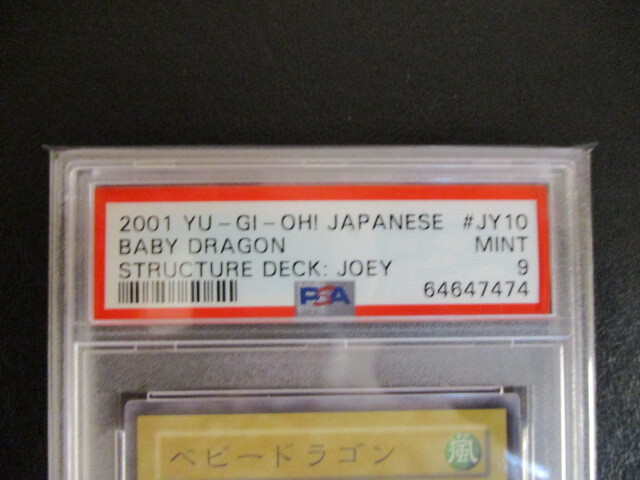 2001 YU-GI-OH! JAPANESE #JY10
BABY DRAGON MINT
STRUCTURE DECK: JOEY 9
PSA 64647474
ベビードラゴン 風